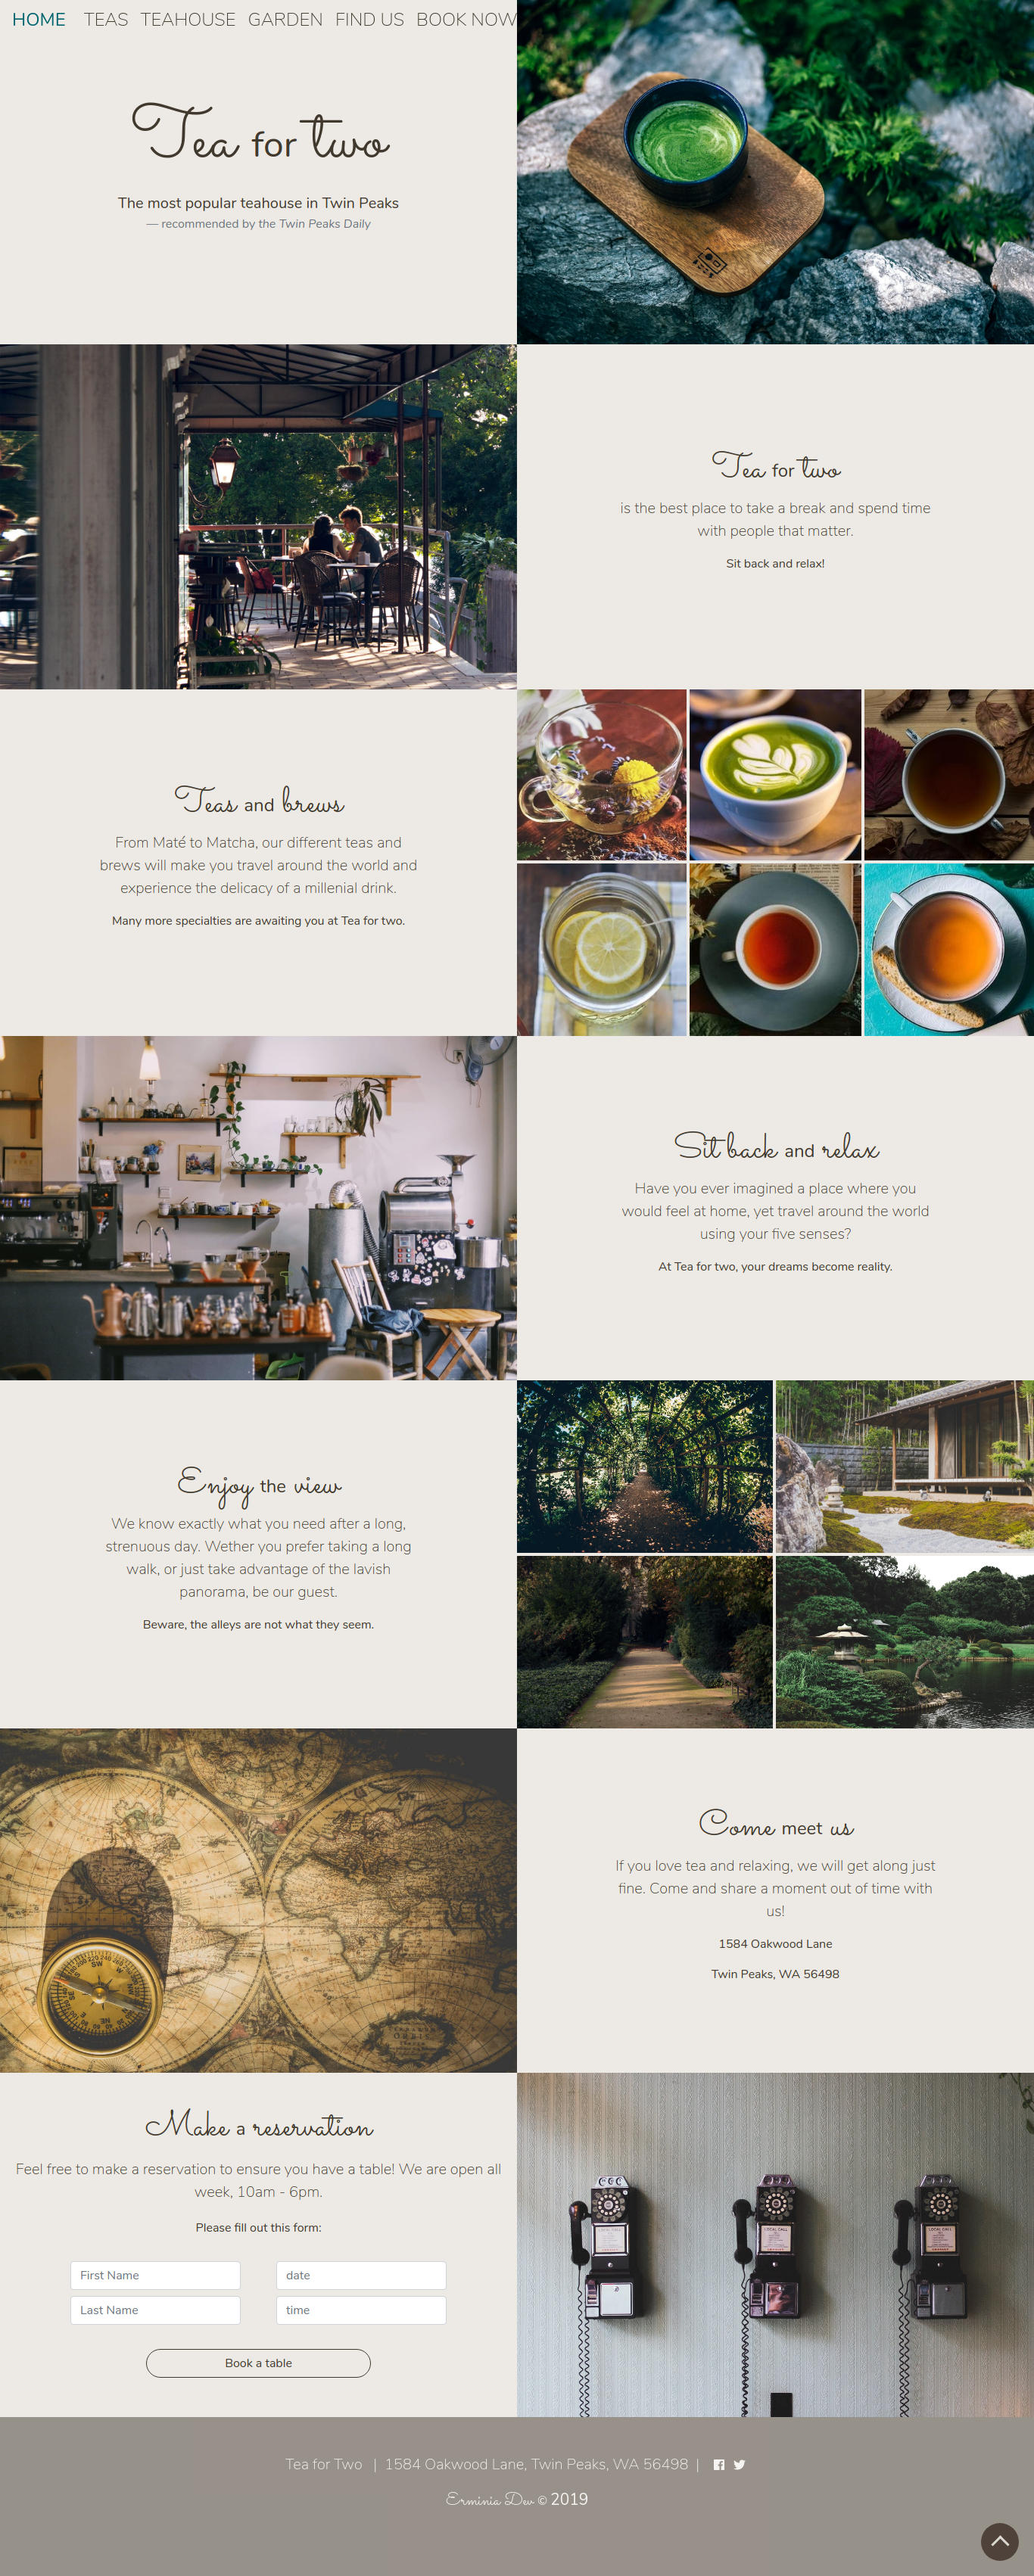 HOME TEAS TEAHOUSE GARDEN FIND US BOOK NOW
Tea for two
The most popular teahouse in Twin Peaks
— recommended by the Twin Peaks Daily
Tea for two
is the best place to take a break and spend time
with people that matter.
Sit back and relax!
Teas and brews
From Maté to Matcha, our different teas and
brews will make you travel around the world and
experience the delicacy of a millenial drink.
Many more specialties are awaiting you at Tea for two.
Sit back and relax
Have you ever imagined a place where you
would feel at home, yet travel around the world
using your five senses?
At Tea for two, your dreams become reality.
Enjoy the view
We know exactly what you need after a long,
strenuous day. Wether you prefer taking a long
walk, or just take advantage of the lavish
panorama, be our guest.
Beware, the alleys are not what they seem.
Come meet us
If you love tea and relaxing, we will get along just
fine. Come and share a moment out of time with
us!
1584 Oakwood Lane
Twin Peaks, WA 56498
Make a reservation
Feel free to make a reservation to ensure you have a table! We are open all
week, 10am - 6pm.
Please fill out this form:
First Name date
Last Name time
Book a table
LOCAL CALL LOCAL CALL LOCAL CALL
Tea for Two | 1584 Oakwood Lane, Twin Peaks, WA 56498 |
Erminia Dev © 2019